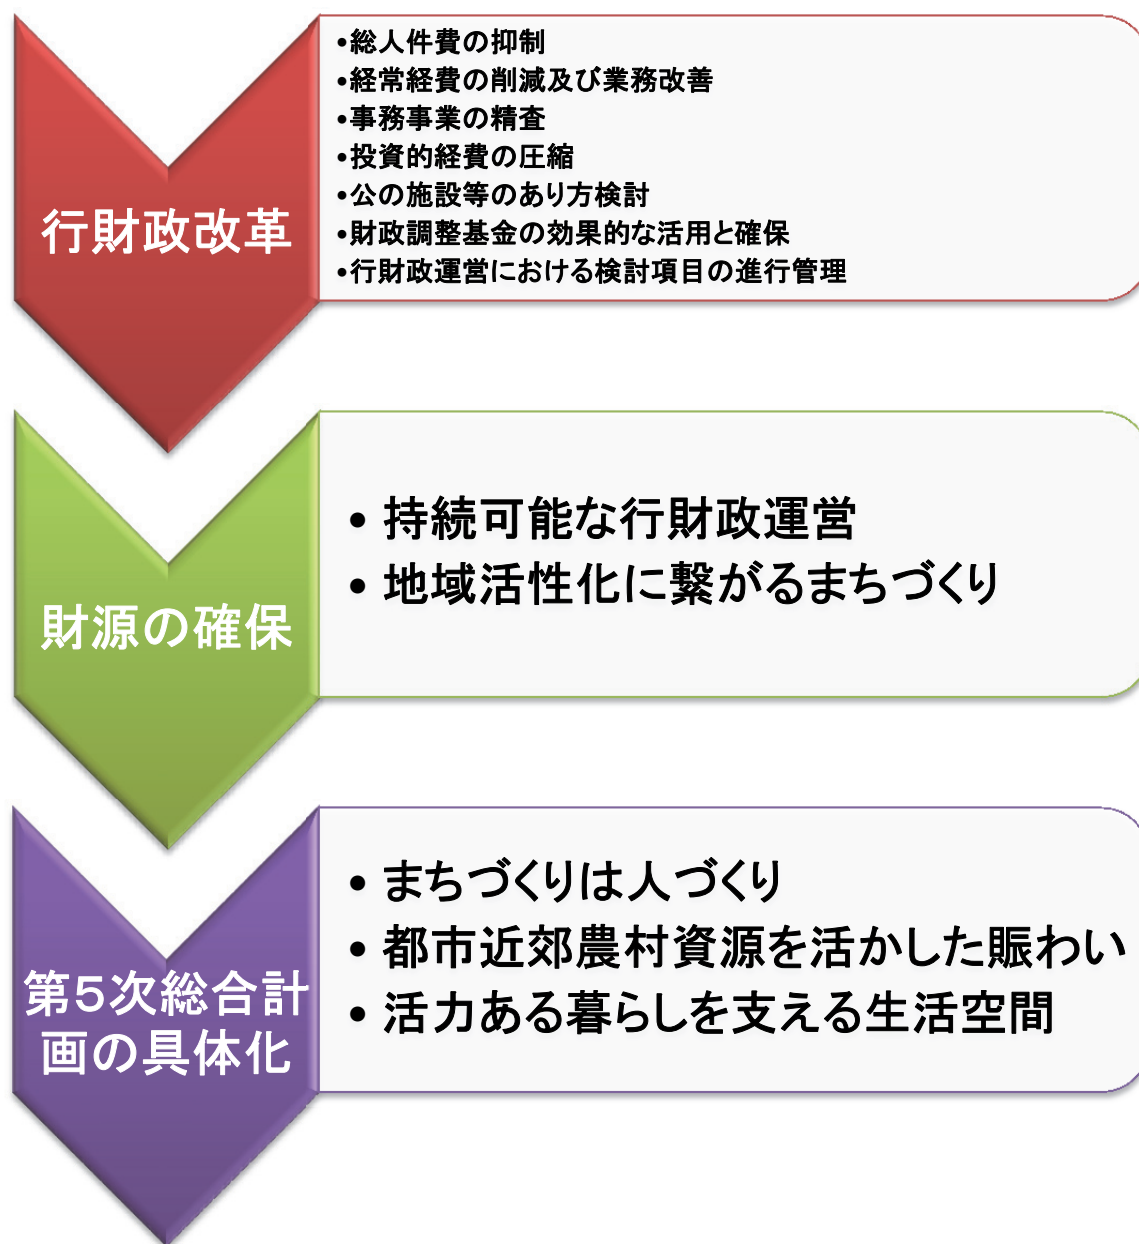 行財政改革
•総人件費の抑制
•経常経費の削減及び業務改善
•事務事業の精査
•投資的経費の圧縮
•公の施設等のあり方検討
•財政調整基金の効果的な活用と確保
•行財政運営における検討項目の進行管理
財源の確保
• 持続可能な行財政運営
• 地域活性化に繋がるまちづくり
第5次総合計
画の具体化
• まちづくりは人づくり
• 都市近郊農村資源を活かした賑わい
• 活力ある暮らしを支える生活空間